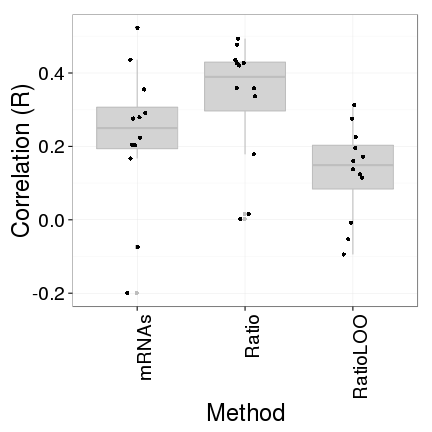 Correlation (R)
0.4
0.2
0.0
-0.2
mRNAs
Ratio
RatioLOO
Method